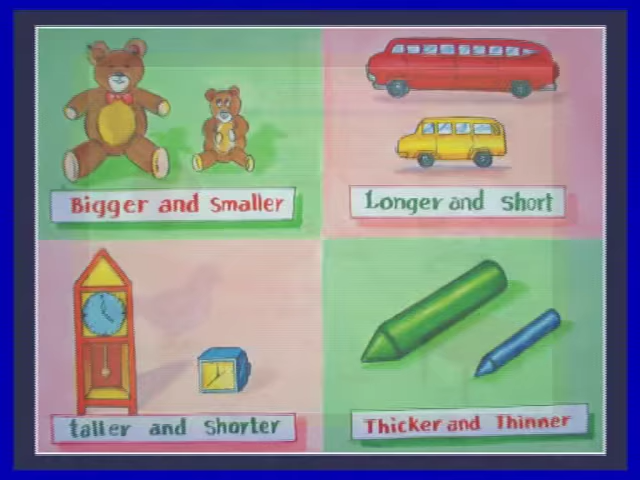 Bigger and Smaller
Longer and Short
taller and Shorter
Thicker and Thinner